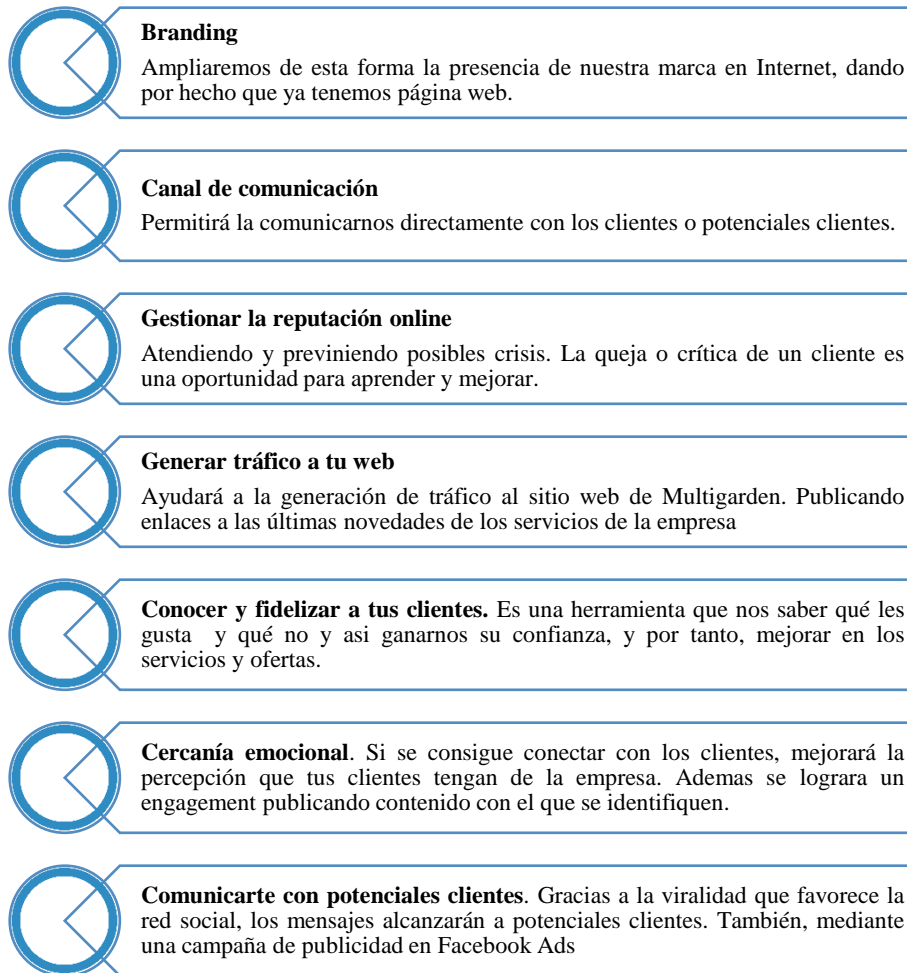 Branding
Ampliaremos de esta forma la presencia de nuestra marca en Internet, dando
por hecho que ya tenemos página web.
Canal de comunicación
Permitirá la comunicarnos directamente con los clientes o potenciales clientes.
Gestionar la reputación online
Atendiendo y previniendo posibles crisis. La queja o crítica de un cliente es
una oportunidad para aprender y mejorar.
Generar tráfico a tu web
Ayudará a la generación de tráfico al sitio web de Multigarden. Publicando
enlaces a las últimas novedades de los servicios de la empresa
Conocer y fidelizar a tus clientes. Es una herramienta que nos saber qué les
gusta y qué no y asi ganarnos su confianza, y por tanto, mejorar en los
servicios y ofertas.
Cercanía emocional. Si se consigue conectar con los clientes, mejorará la
percepción que tus clientes tengan de la empresa. Ademas se lograra un
engagement publicando contenido con el que se identifiquen.
Comunicarte con potenciales clientes. Gracias a la viralidad que favorece la
red social, los mensajes alcanzarán a potenciales clientes. También, mediante
una campaña de publicidad en Facebook Ads